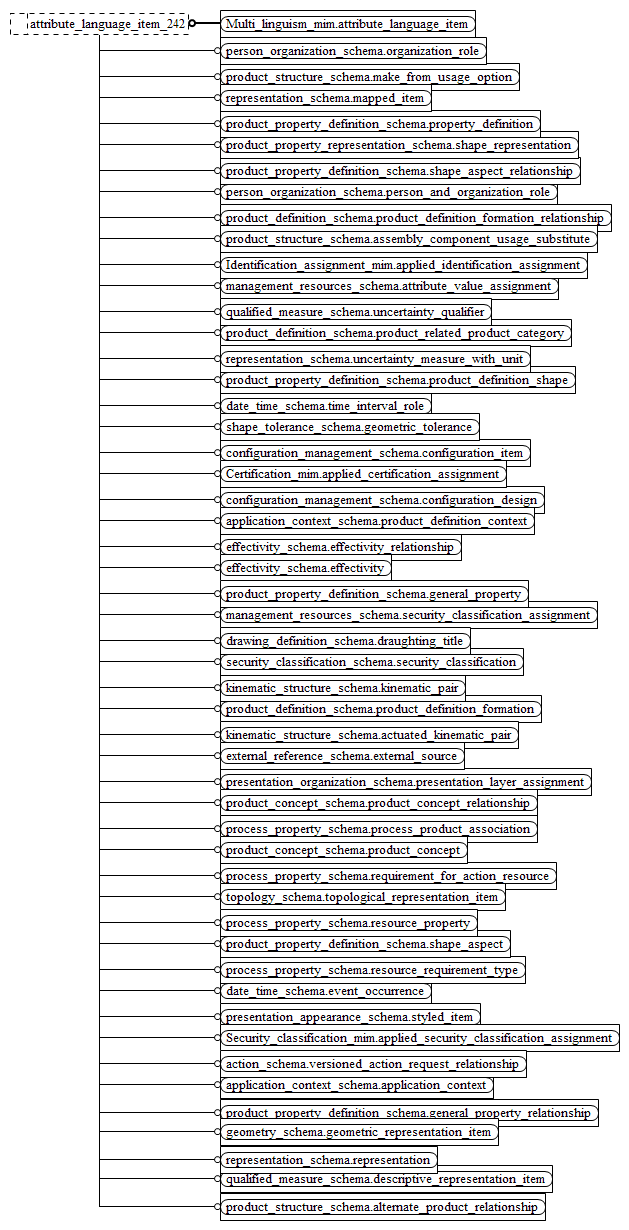 attribute_language_item_242
Multi_linguism_mim.attribute_language_item
person_organization_schema.organization_role
product_structure_schema.make_from_usage_option
representation_schema.mapped_item
product_property_definition_schema.property_definition
product_property_representation_schema.shape_representation
product_property_definition_schema.shape_aspect_relationship
person_organization_schema.person_and_organization_role
product_definition_schema.product_definition_formation_relationship
product_structure_schema.assembly_component_usage_substitute
Identification_assignment_mim.applied_identification_assignment
management_resources_schema.attribute_value_assignment
qualified_measure_schema.uncertainty_qualifier
product_definition_schema.product_related_product_category
representation_schema.uncertainty_measure_with_unit
product_property_definition_schema.product_definition_shape
date_time_schema.time_interval_role
shape_tolerance_schema.geometric_tolerance
configuration_management_schema.configuration_item
Certification_mim.applied_certification_assignment
configuration_management_schema.configuration_design
application_context_schema.product_definition_context
effectivity_schema.effectivity_relationship
effectivity_schema.effectivity
product_property_definition_schema.general_property
management_resources_schema.security_classification_assignment
drawing_definition_schema.draughting_title
security_classification_schema.security_classification
kinematic_structure_schema.kinematic_pair
product_definition_schema.product_definition_formation
kinematic_structure_schema.actuated_kinematic_pair
external_reference_schema.external_source
presentation_organization_schema.presentation_layer_assignment
product_concept_schema.product_concept_relationship
process_property_schema.process_product_association
product_concept_schema.product_concept
process_property_schema.requirement_for_action_resource
topology_schema.topological_representation_item
process_property_schema.resource_property
product_property_definition_schema.shape_aspect
process_property_schema.resource_requirement_type
date_time_schema.event_occurrence
presentation_appearance_schema.styled_item
Security_classification_mim.applied_security_classification_assignment
action_schema.versioned_action_request_relationship
application_context_schema.application_context
product_property_definition_schema.general_property_relationship
geometry_schema.geometric_representation_item
representation_schema.representation
qualified_measure_schema.descriptive_representation_item
product_structure_schema.alternate_product_relationship